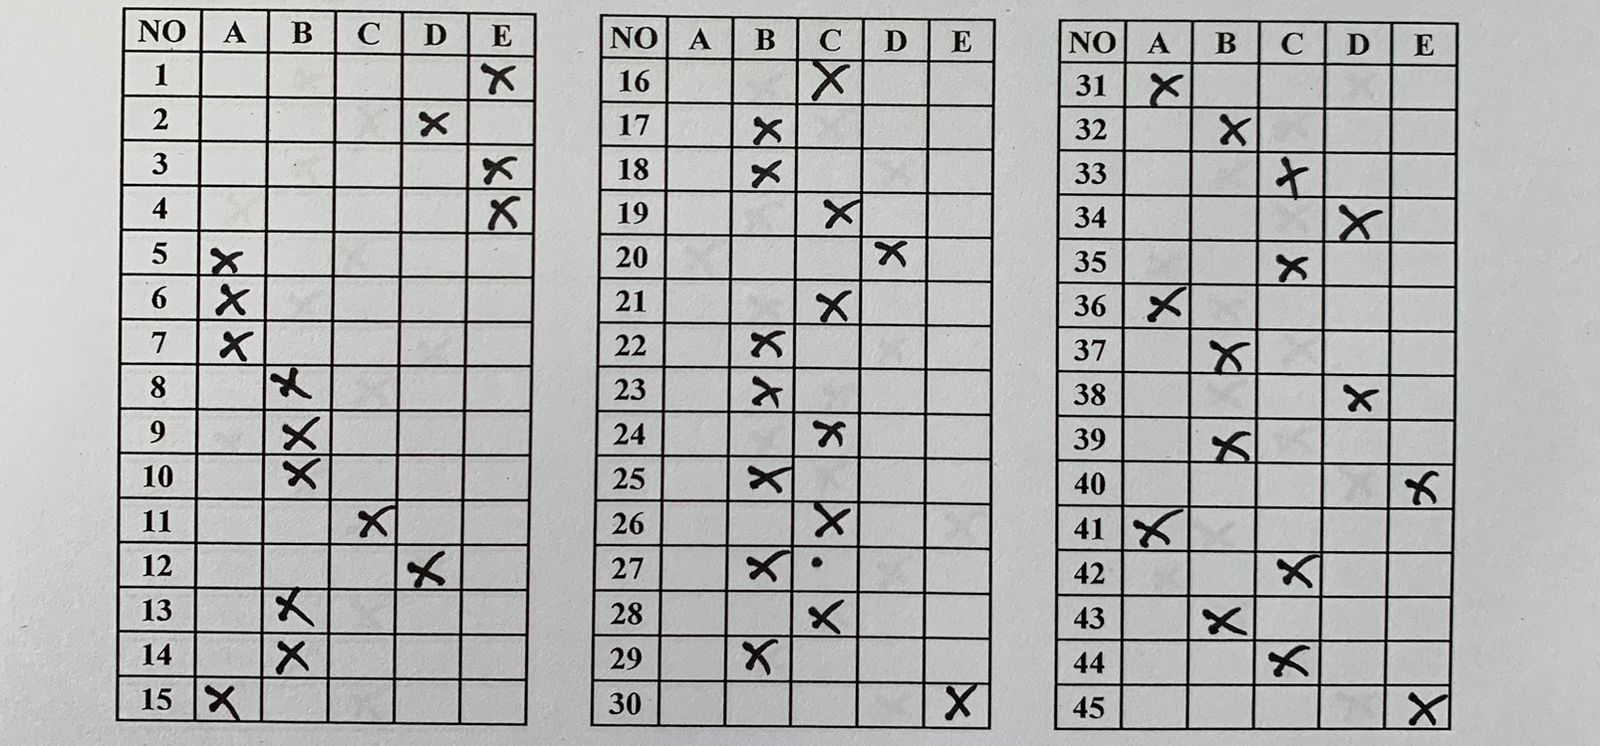 NO A B C D E
1 X
2 X
3 X
4 X
5 X
6 X
7 X
8 X
9 X
10 X
11 X
12 X
13 X
14 X
15 X
NO A B C D E
16 X
17 X
18 X
19 X
20 X
21 X
22 X
23 X
24 X
25 X
26 X
27 X
28 X
29 X
30 X
NO A B C D E
31 X
32 X
33 X
34 X
35 X
36 X
37 X
38 X
39 X
40 X
41 X
42 X
43 X
44 X
45 X